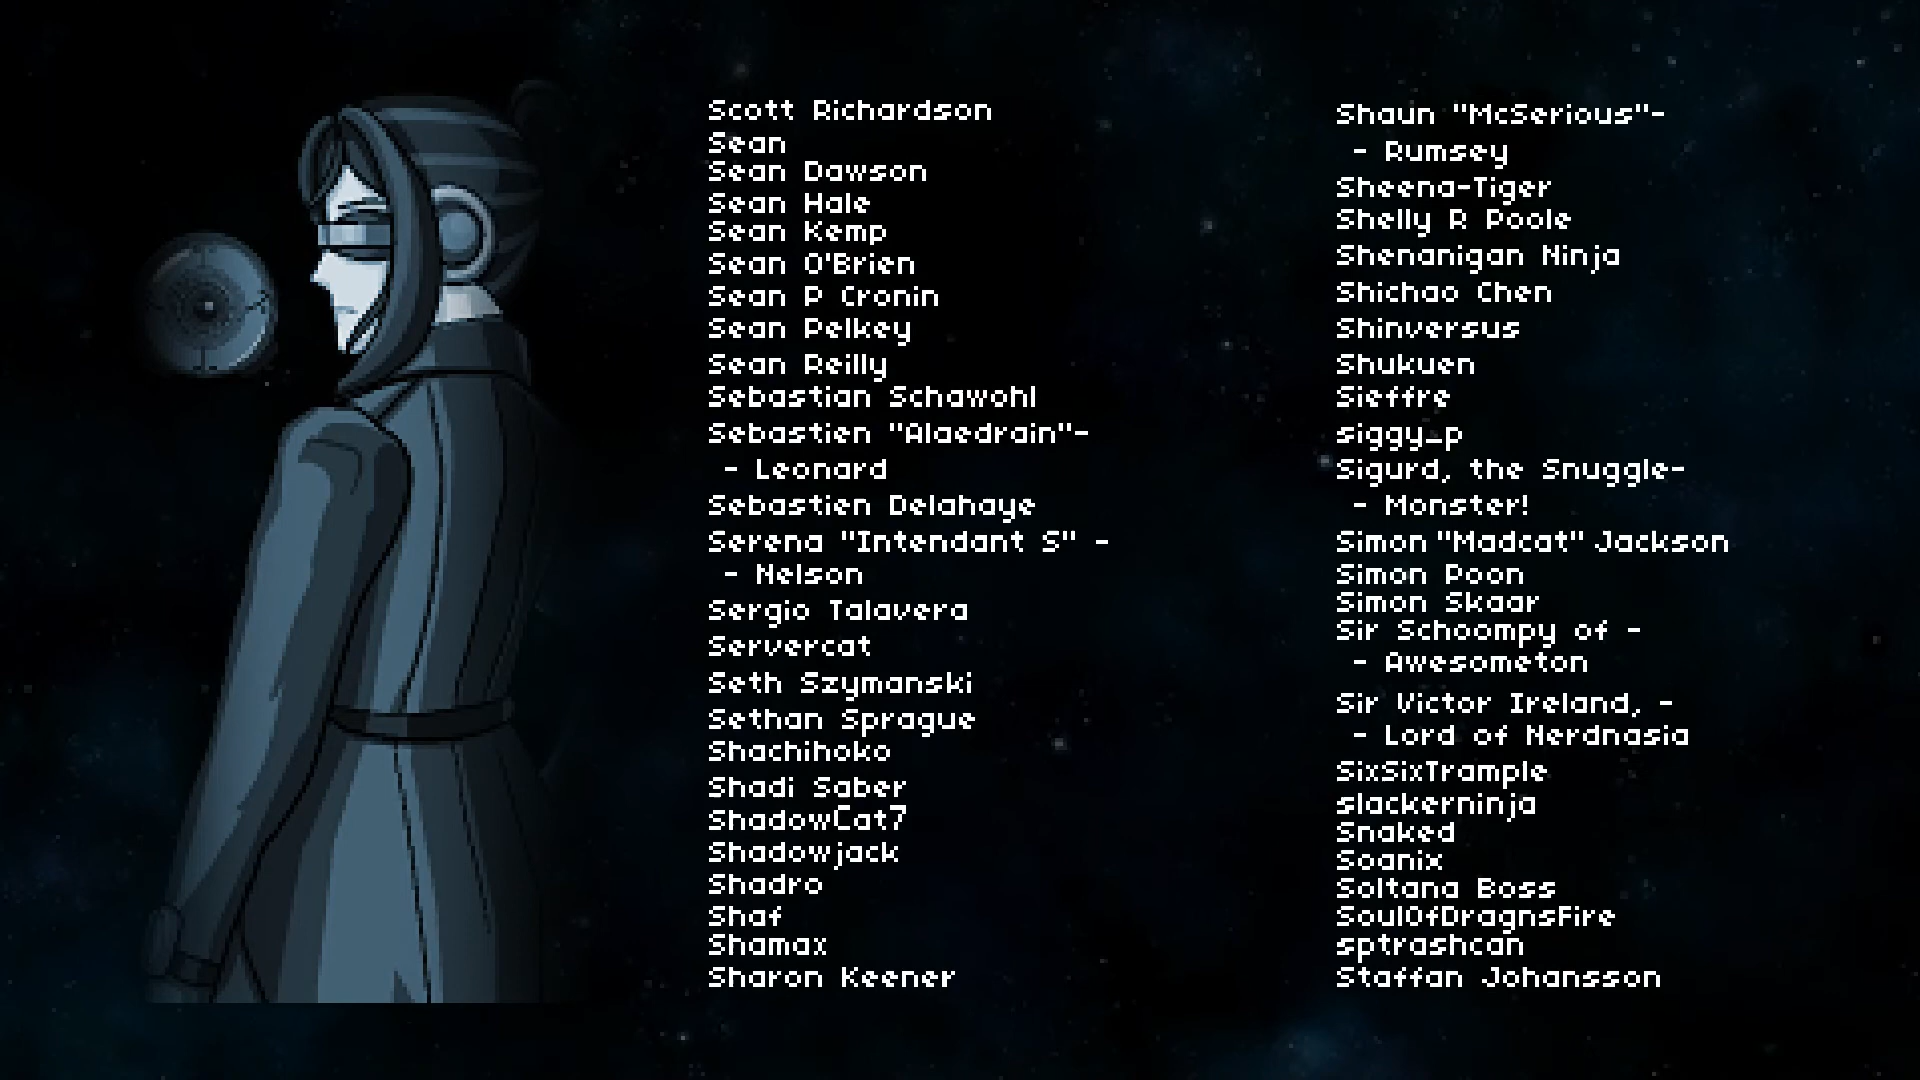 Scott Richardson
Sean
Sean Dawson
Sean Hale
Sean Kemp
Sean O'Brien
Sean P Cronin
Sean Pelkey
Sean Reilly
Sebastian Schawohl
Sebastien "Alaedrain"-
- Leonard
Sebastien Delahaye
Serena "Intendant S" -
- Nelson
Sergio Talavera
Servercat
Seth Szymanski
Sethan Sprague
Shachihoko
Shadi Saber
ShadowCat7
Shadowjack
Shadro
Shaf
Shamax
Sharon Keener
Shaun "McSerious"-
- Rumsey
Sheena-Tiger
Shelly R Poole
Shenanigan Ninja
Shichao Chen
Shinversus
Shukuen
Sieffre
siggy_p
Sigurd, the Snuggle-
- Monster!
Simon "Madcat" Jackson
Simon Poon
Simon Skaar
Sir Schoompy of -
- Awesometon
Sir Victor Ireland, -
- Lord of Nerdnasia
SixSixTrample
slackerninja
Snaked
Soanix
Soltana Boss
SoulOfDragnsFire
sptrashcan
Staffan Johansson